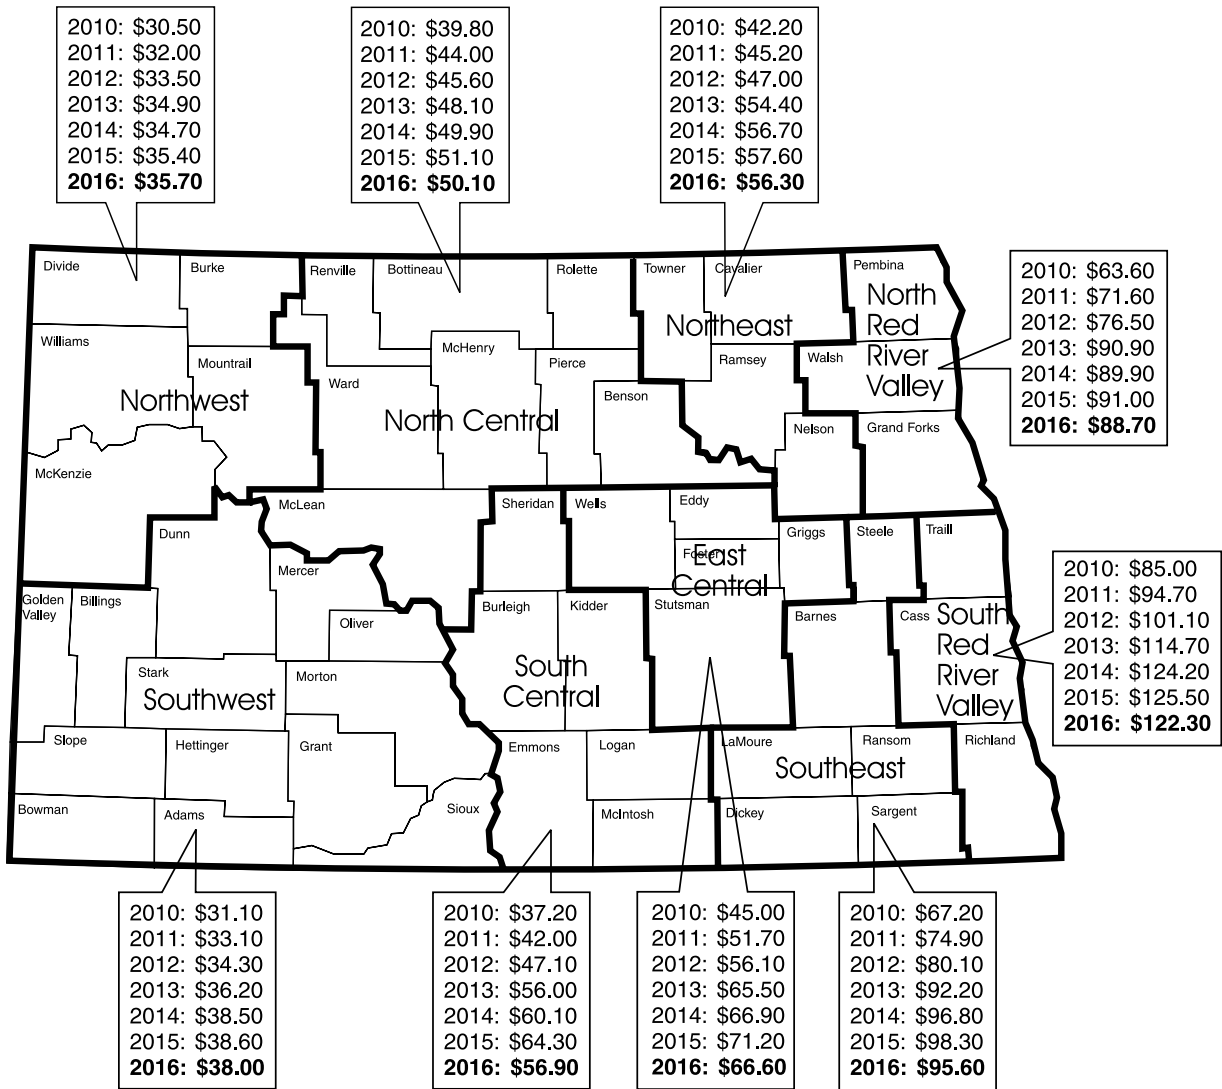 2010: $30.50
2011: $32.00
2012: $33.50
2013: $34.90
2014: $34.70
2015: $35.40
2016: $35.70
2010: $39.80
2011: $44.00
2012: $45.60
2013: $48.10
2014: $49.90
2015: $51.10
2016: $50.10
2010: $42.20
2011: $45.20
2012: $47.00
2013: $54.40
2014: $56.70
2015: $57.60
2016: $56.30
2010: $63.60
2011: $71.60
2012: $76.50
2013: $90.90
2014: $89.90
2015: $91.00
2016: $88.70
Divide
Burke
Williams
Mountrail
Northwest
McKenzie
Renville
Bottineau
Rolette
McHenry
Pierce
Ward
Benson
North Central
McLean
Sheridan
Towner
Cavalier
Northeast
Ramsey
Nelson
Pembina
North
Red
River
Valley
Walsh
Grand Forks
Dunn
Mercer
Oliver
Golden
Valley
Billings
Stark
Morton
Southwest
Slope
Hettinger
Grant
Bowman
Adams
Sioux
Burleigh
Kidder
South
Central
Emmons
Logan
McIntosh
Wells
Eddy
Foster
East
Central
Stutsman
Griggs
Barnes
Steele
Traill
Cass
South
Red
River
Valley
LaMoure
Ransom
Southeast
Dickey
Sargent
Richland
2010: $85.00
2011: $94.70
2012: $101.10
2013: $114.70
2014: $124.20
2015: $125.50
2016: $122.30
2010: $31.10
2011: $33.10
2012: $34.30
2013: $36.20
2014: $38.50
2015: $38.60
2016: $38.00
2010: $37.20
2011: $42.00
2012: $47.10
2013: $56.00
2014: $60.10
2015: $64.30
2016: $56.90
2010: $45.00
2011: $51.70
2012: $56.10
2013: $65.50
2014: $66.90
2015: $71.20
2016: $66.60
2010: $67.20
2011: $74.90
2012: $80.10
2013: $92.20
2014: $96.80
2015: $98.30
2016: $95.60